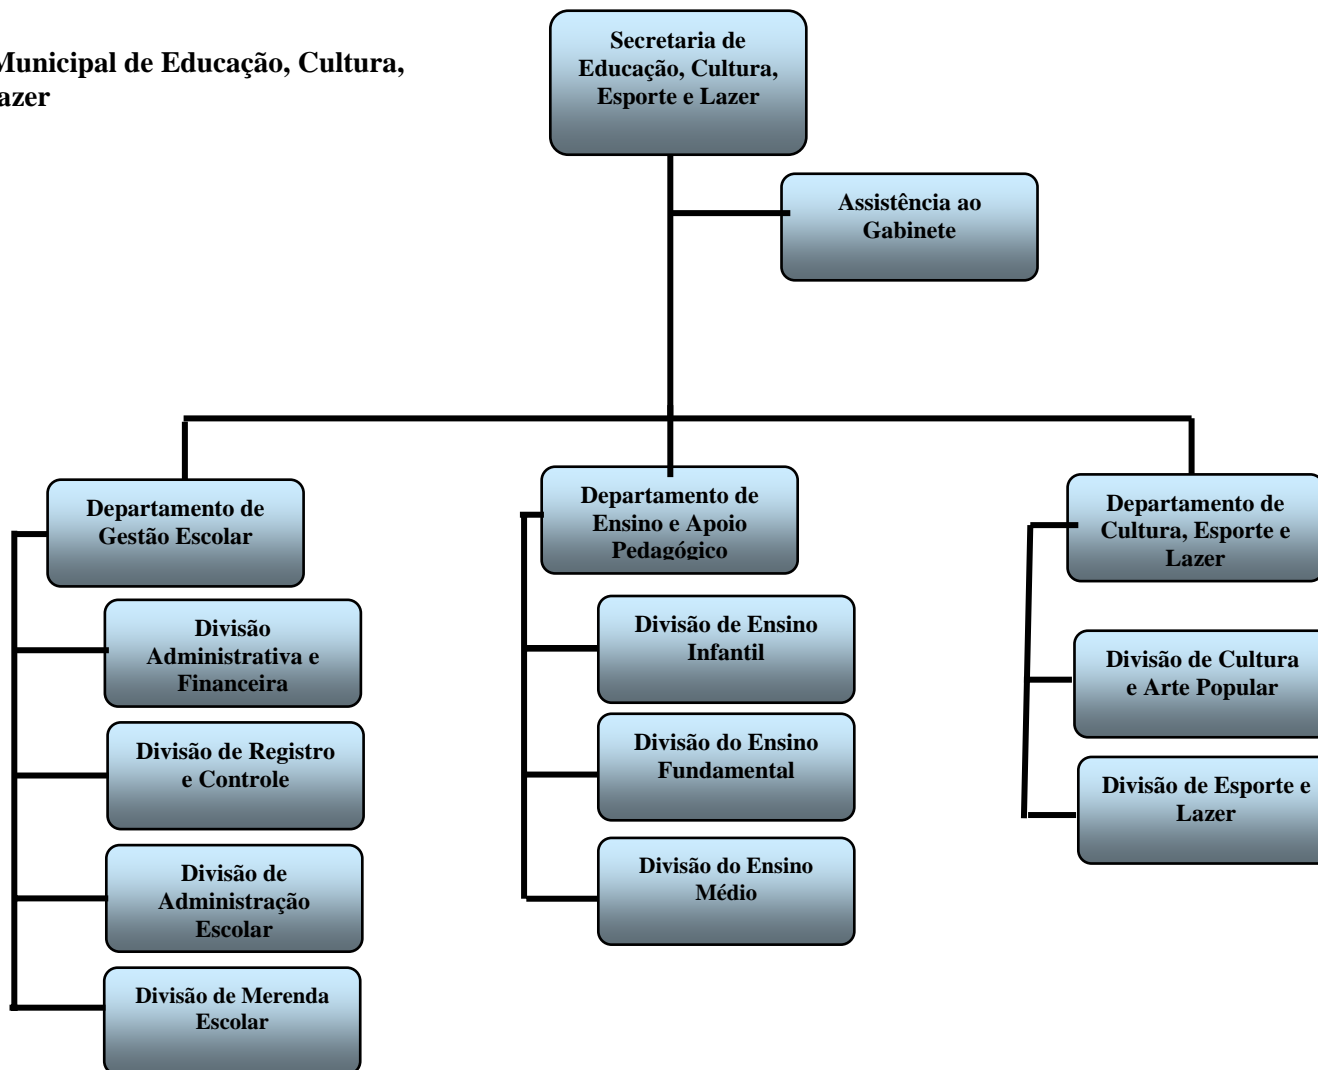 Municipal de Educação, Cultura,
azer
Secretaria de
Educação, Cultura,
Esporte e Lazer
Assistência ao
Gabinete
Departamento de
Gestão Escolar
Divisão
Administrativa e
Financeira
Divisão de Registro
e Controle
Divisão de
Administração
Escolar
Divisão de Merenda
Escolar
Departamento de
Ensino e Apoio
Pedagógico
Divisão de Ensino
Infantil
Divisão do Ensino
Fundamental
Divisão do Ensino
Médio
Departamento de
Cultura, Esporte e
Lazer
Divisão de Cultura
e Arte Popular
Divisão de Esporte e
Lazer